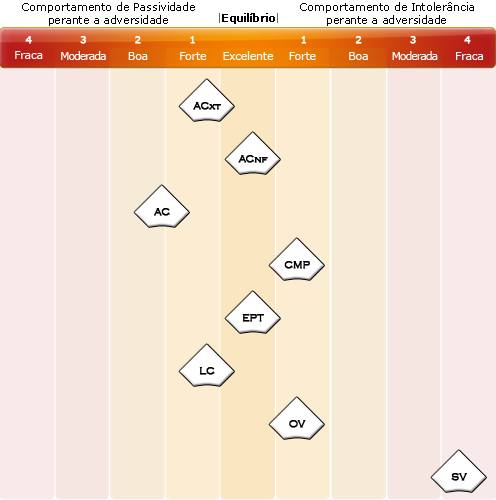 Comportamento de Passividade
perante a adversidade
|Equilíbrio|
Comportamento de Intolerância
perante a adversidade
4 3 2 1 1 2 3 4
Fraca Moderada Boa Forte Excelente Forte Boa Moderada Fraca
ACXT
ACNF
AC
CMP
EPT
LC
OV
SV